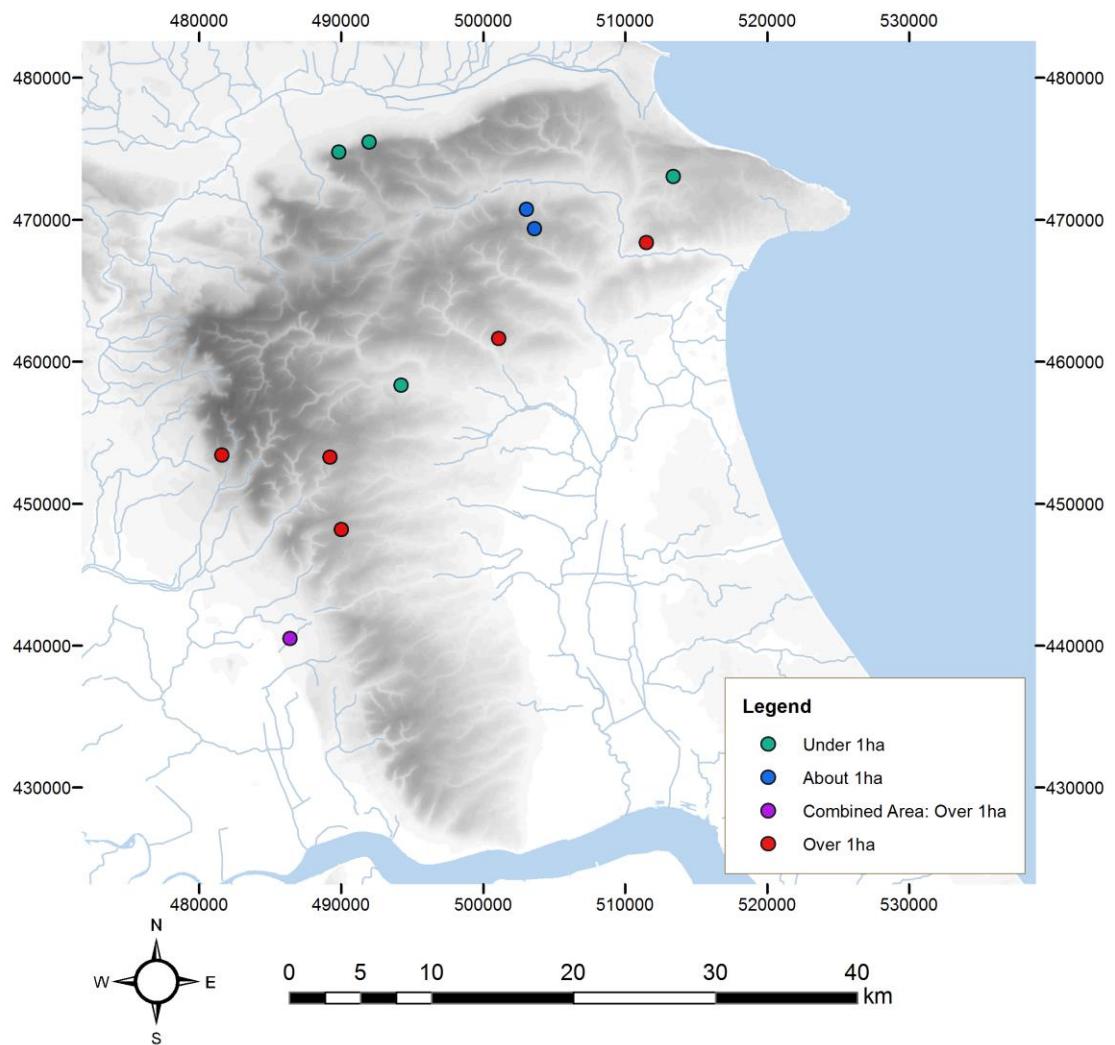 480000 490000 500000 510000 520000 530000
480000 480000
470000 470000
460000 460000
450000 450000
440000 440000
430000 430000
Legend
Under 1ha
About 1ha
Combined Area: Over 1ha
Over 1ha
480000 490000 500000 510000 520000 530000
N
W E
S
0 5 10 20 30 40
km